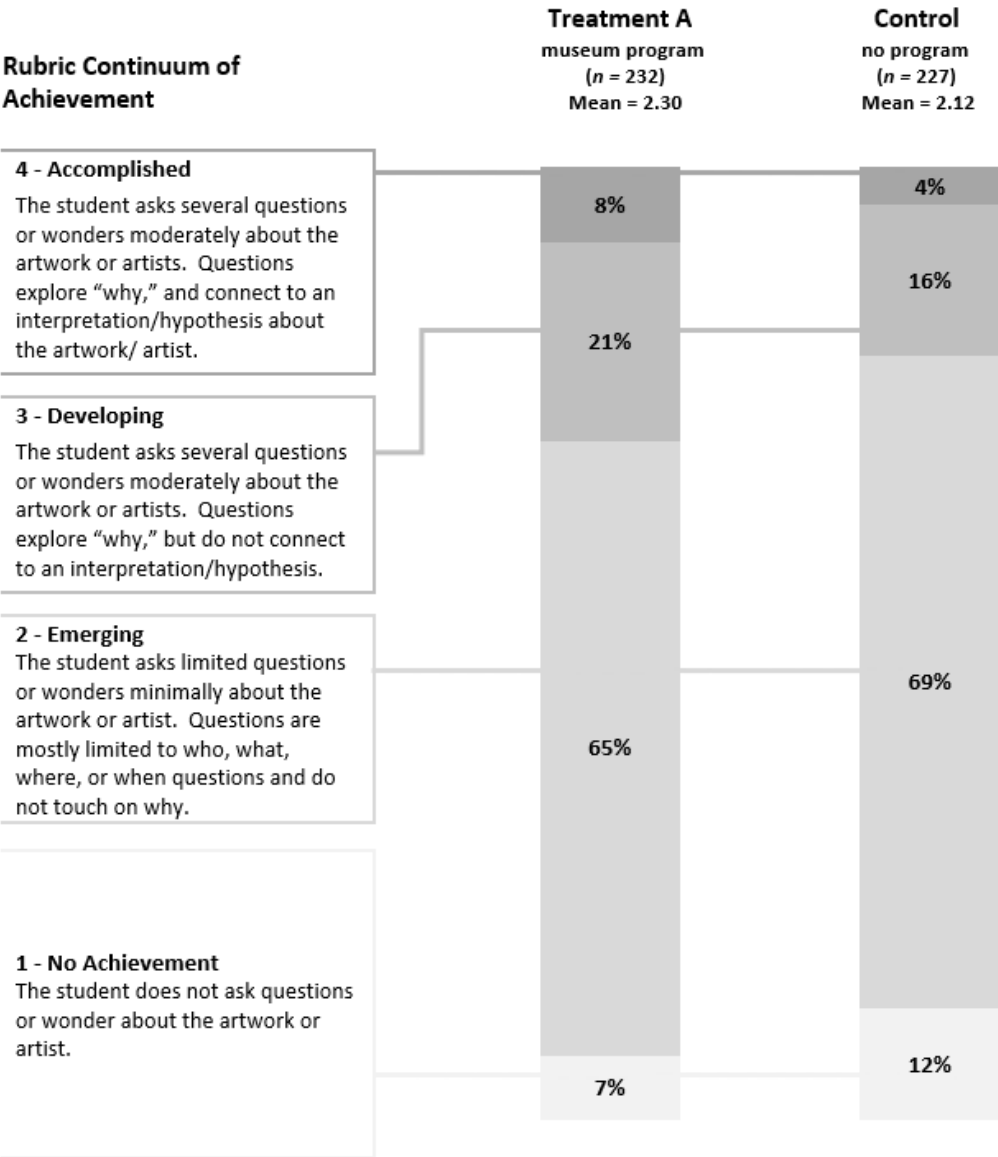 Treatment A
museum program
(n = 232)
Mean = 2.30
Control
no program
(n = 227)
Mean = 2.12
Rubric Continuum of
Achievement
4 - Accomplished
The student asks several questions
or wonders moderately about the
artwork or artists. Questions
explore “why,” and connect to an
interpretation/hypothesis about
the artwork/ artist.
3 - Developing
The student asks several questions
or wonders moderately about the
artwork or artists. Questions
explore “why,” but do not connect
to an interpretation/hypothesis.
2 - Emerging
The student asks limited questions
or wonders minimally about the
artwork or artist. Questions are
mostly limited to who, what,
where, or when questions and do
not touch on why.
1 - No Achievement
The student does not ask questions
or wonder about the artwork or
artist.
8%
21%
65%
7%
4%
16%
69%
12%